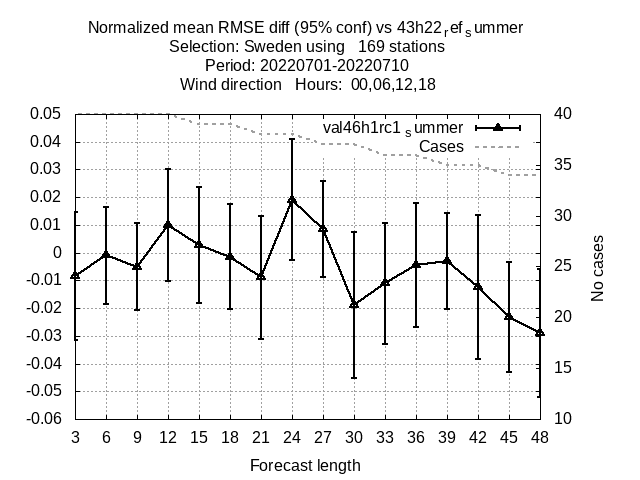 Normalized mean RMSE diff (95% conf) vs 43h22refsummer
Selection: Sweden using 169 stations
Period: 20220701-20220710
Wind direction Hours: 00,06,12,18
val46h1rc1summer
Cases
0.05
0.04
0.03
0.02
0.01
0
-0.01
-0.02
-0.03
-0.04
-0.05
-0.06
40
35
30
25
20
15
10
No cases
3 6 9 12 15 18 21 24 27 30 33 36 39 42 45 48
Forecast length